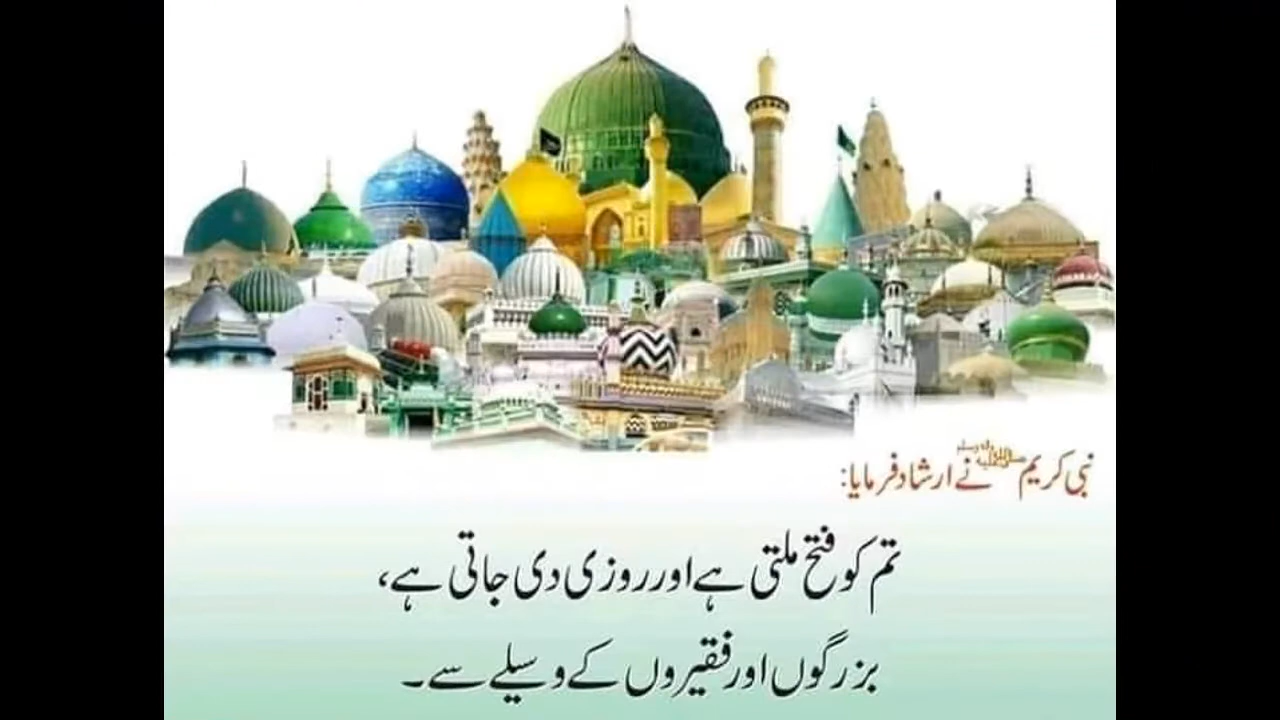 نبی کریم ﷺ نے ارشاد فرمایا:
تم کو فتح ملتی ہے اور روزی دی جاتی ہے،
بزرگوں اور فقیروں کے وسیلے سے۔